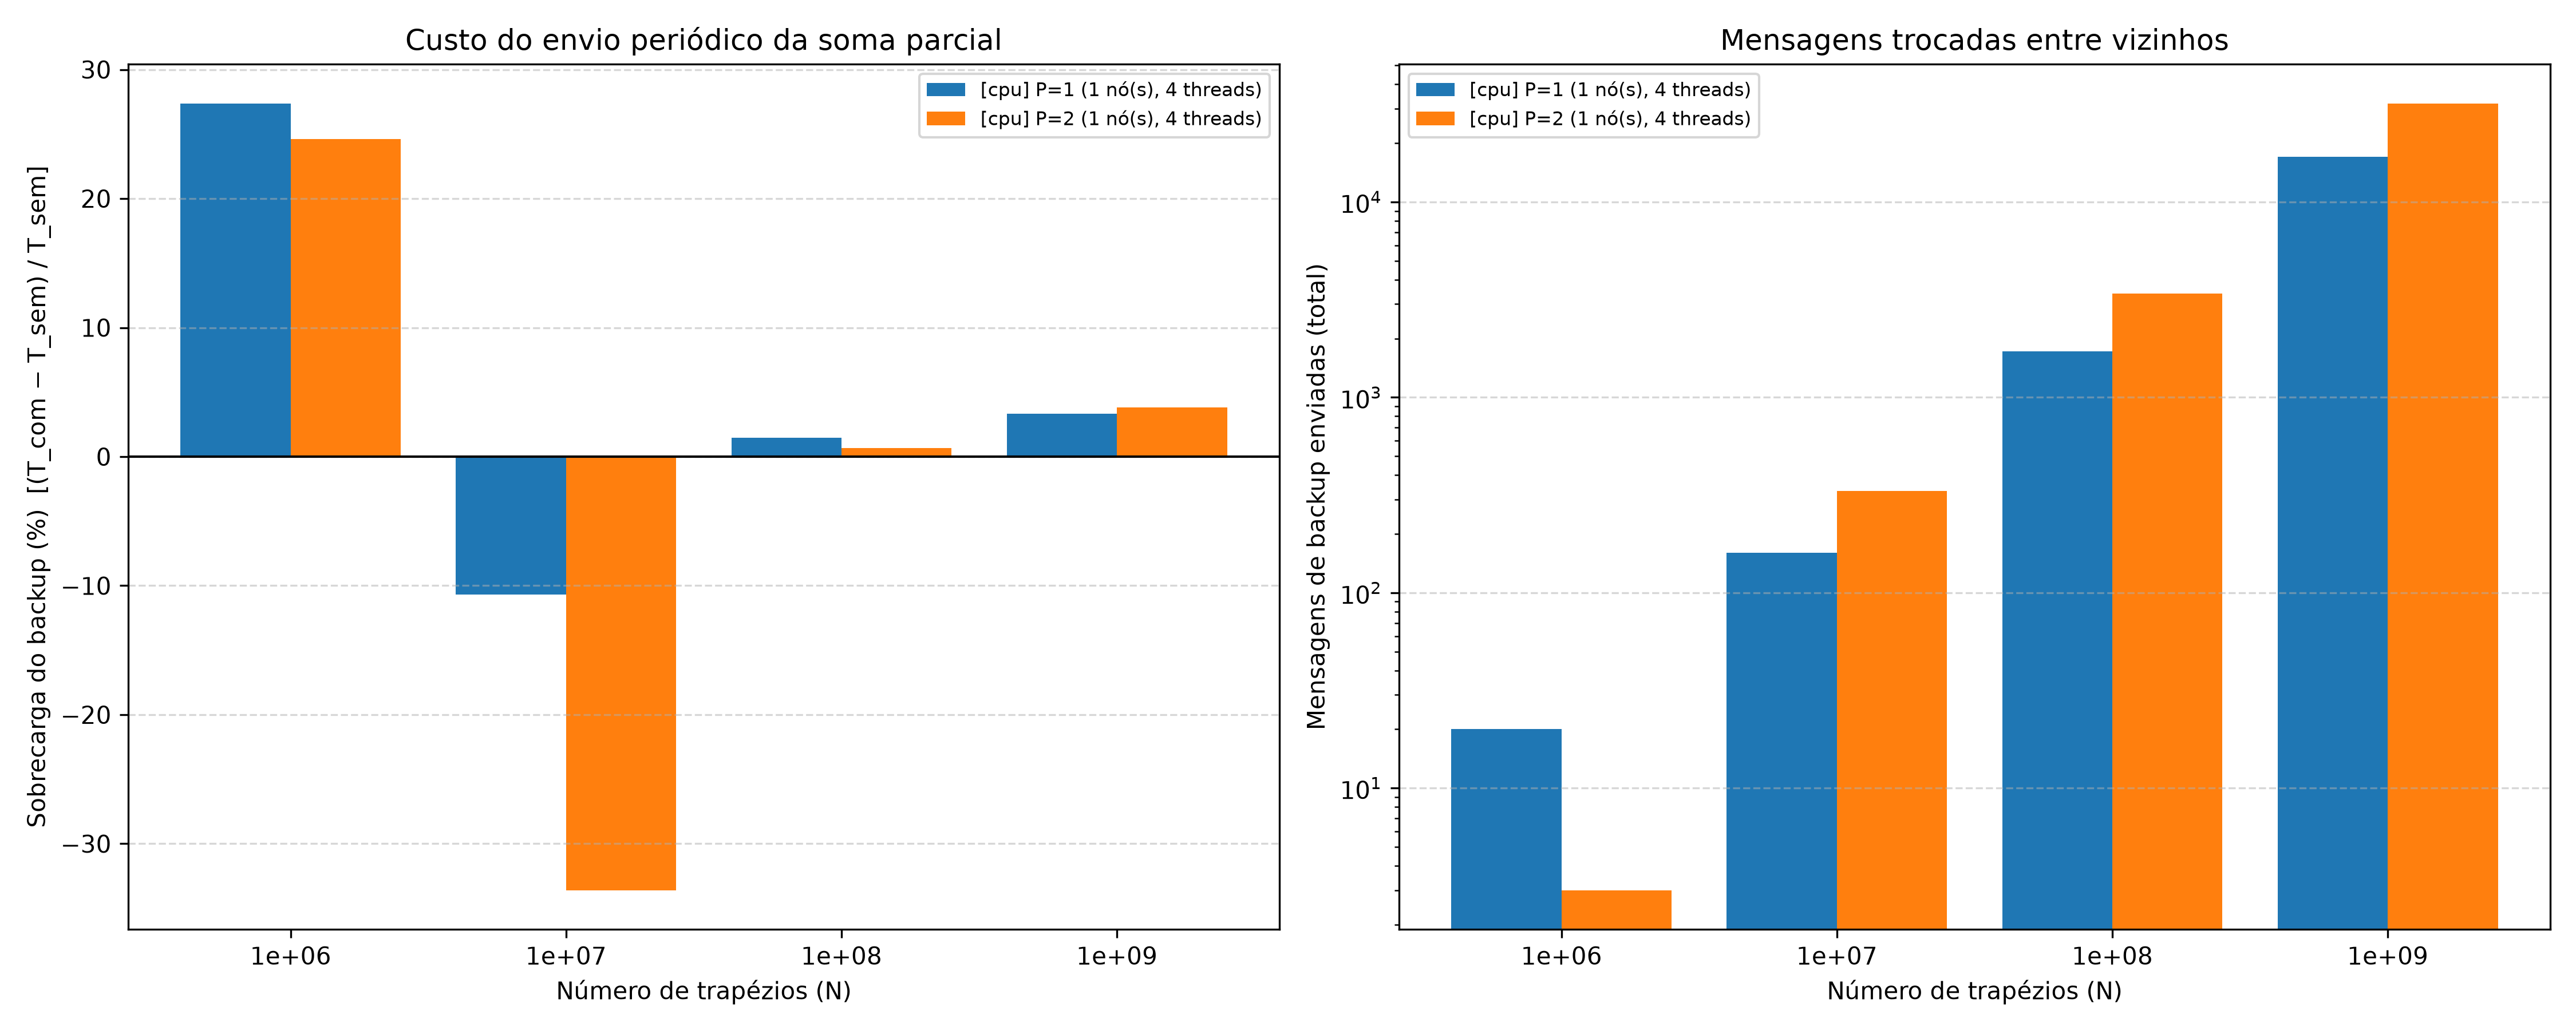 Custo do envio periódico da soma parcial
Sobrecarga do backup (%)  [(T_com − T_sem) / T_sem]
30
20
10
0
−10
−20
−30
[cpu] P=1 (1 nó(s), 4 threads)
[cpu] P=2 (1 nó(s), 4 threads)
1e+06
1e+07
1e+08
1e+09
Número de trapézios (N)
Mensagens trocadas entre vizinhos
Mensagens de backup enviadas (total)
10⁴
10³
10²
10¹
[cpu] P=1 (1 nó(s), 4 threads)
[cpu] P=2 (1 nó(s), 4 threads)
1e+06
1e+07
1e+08
1e+09
Número de trapézios (N)